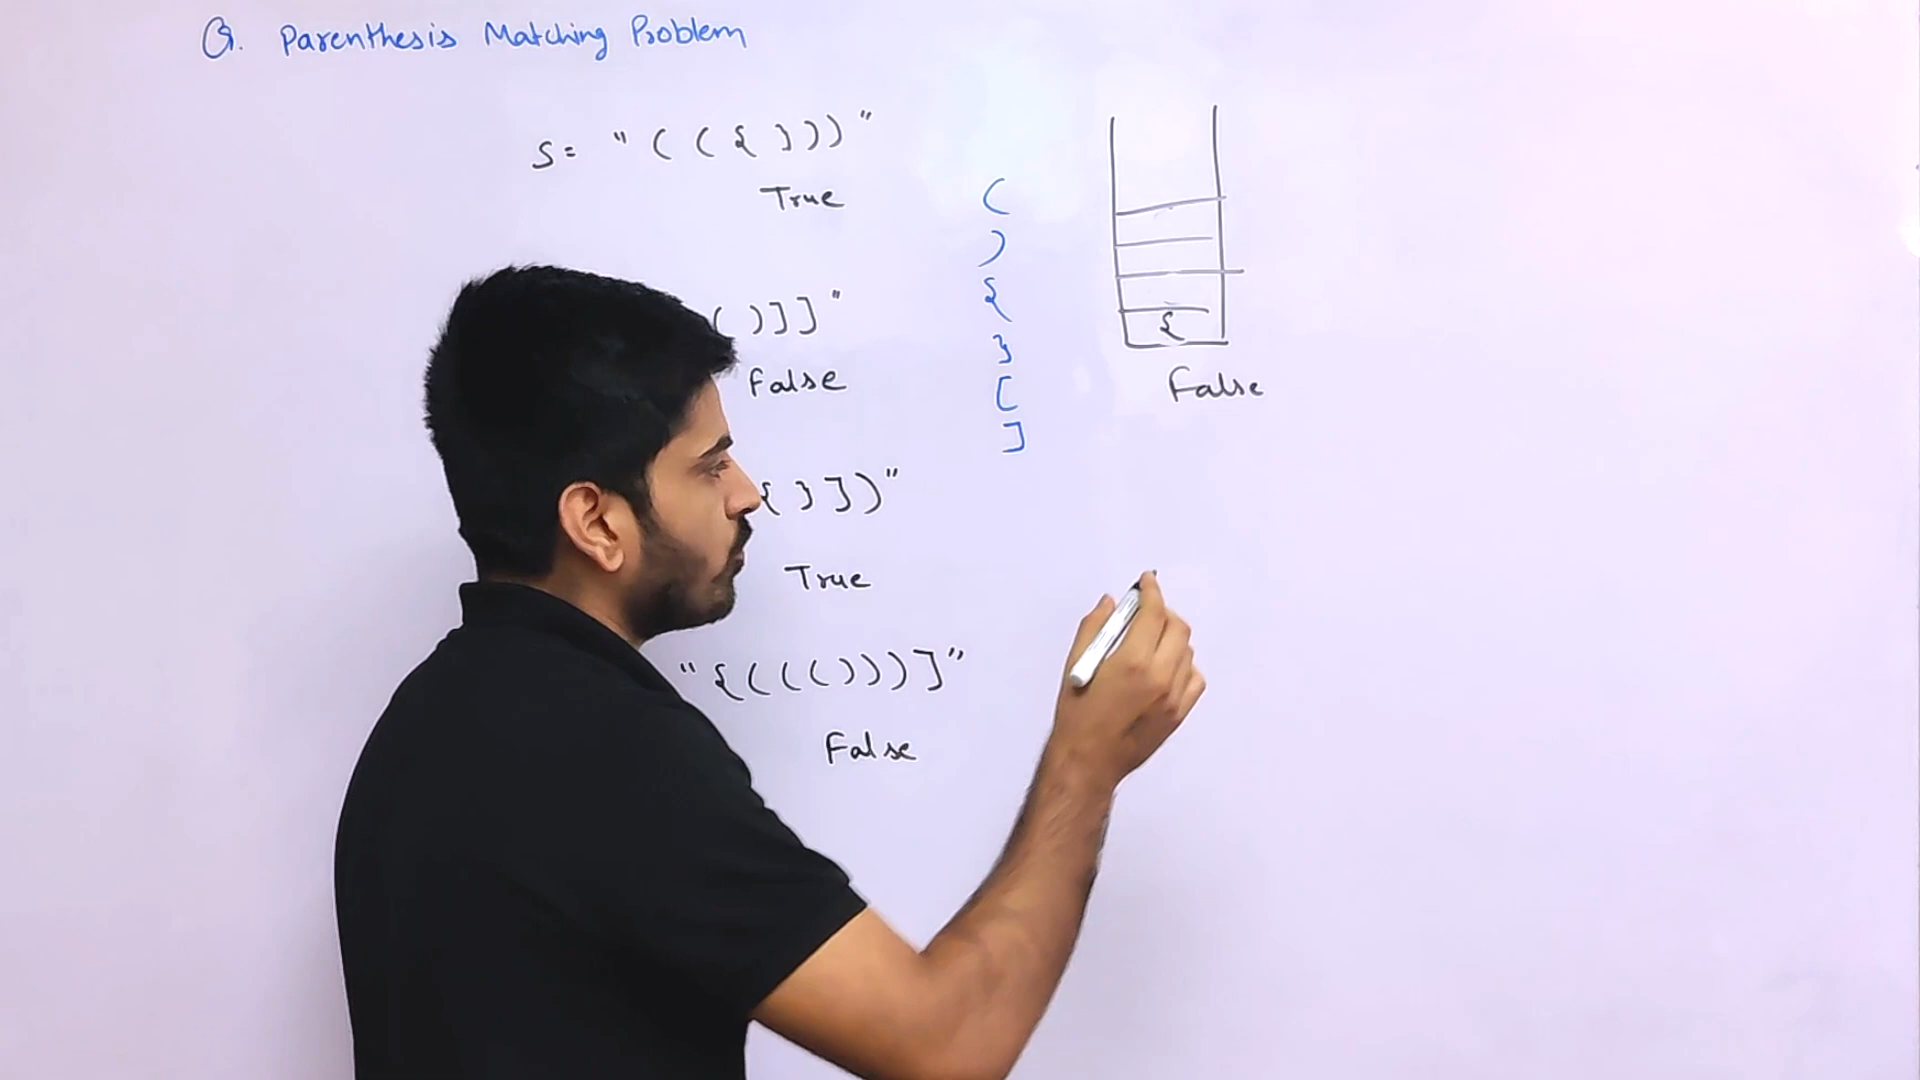 Q. Parenthesis Matching Problem
S= "(({}))"
True
()]]"
False
{}])"
True
"{(((()))]"
False
(
)
{
}
[
]
{
False